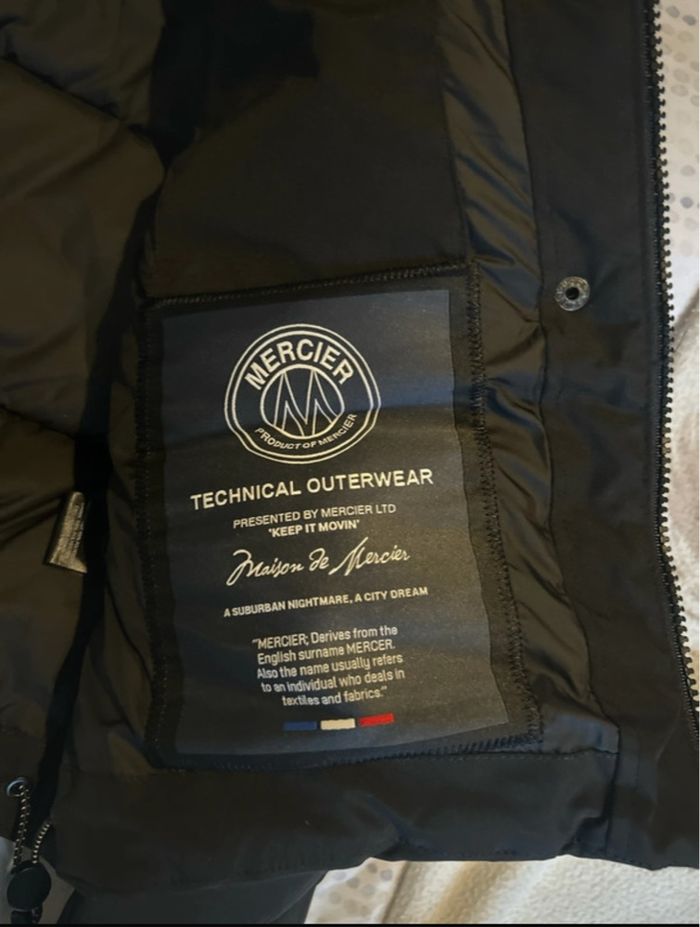 MERCIER
PRODUCT OF MERCIER
TECHNICAL OUTERWEAR
PRESENTED BY MERCIER LTD
"KEEP IT MOVIN'
Maison de Mercier
A SUBURBAN NIGHTMARE, A CITY DREAM
"MERCIER; Derives from the
English surname MERCER.
Also the name usually refers
to an individual who deals in
textiles and fabrics."